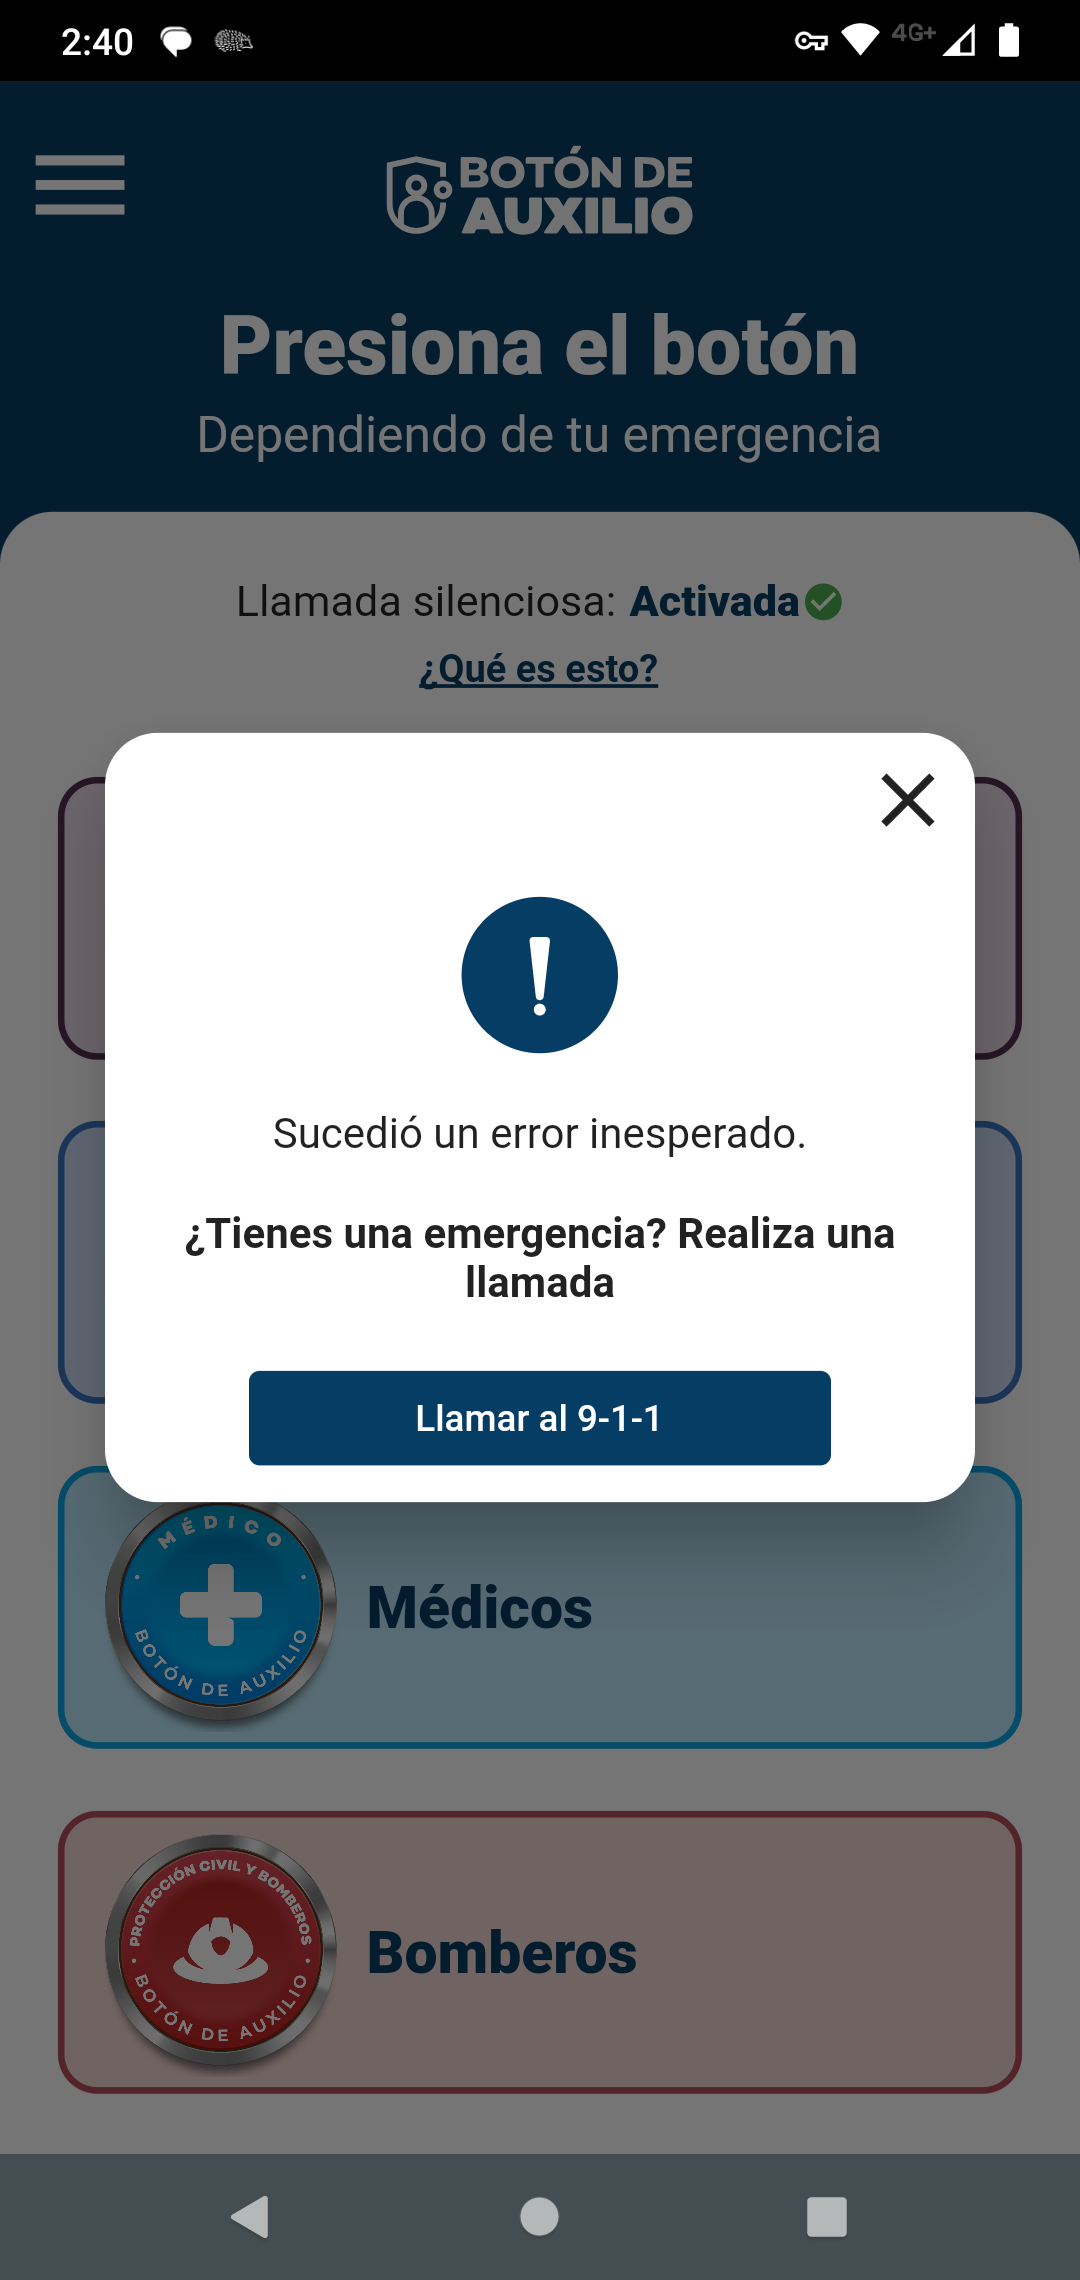 2:40
4G+
BOTÓN DE
AUXILIO
Presiona el botón
Dependiendo de tu emergencia
Llamada silenciosa: Activada
¿Qué es esto?
Sucedió un error inesperado.
¿Tienes una emergencia? Realiza una
llamada
Llamar al 9-1-1
MÉDICO
BOTÓN DE AUXILIO
Médicos
PROTECCIÓN CIVIL Y BOMBEROS
BOTÓN DE AUXILIO
Bomberos